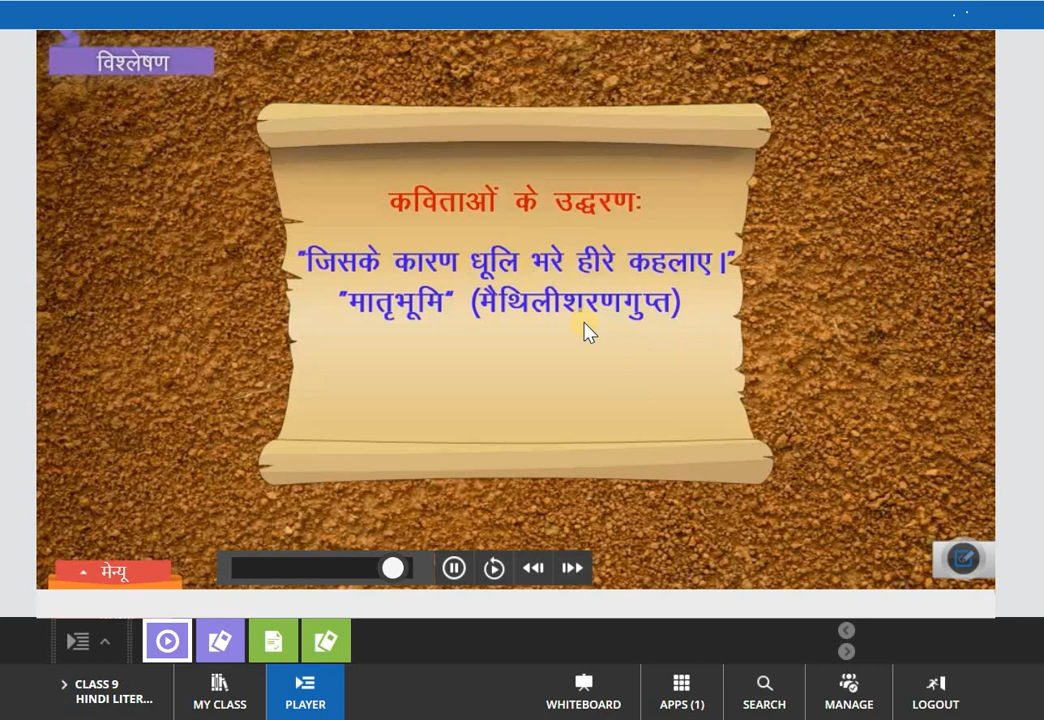 विश्लेषण
कविताओं के उद्धरणः
"जिसके कारण धूलि भरे हीरे कहलाए।"
"मातृभूमि" (मैथिलीशरणगुप्त)
मेन्यू
CLASS 9
HINDI LITER...
MY CLASS
PLAYER
WHITEBOARD
APPS (1)
SEARCH
MANAGE
LOGOUT